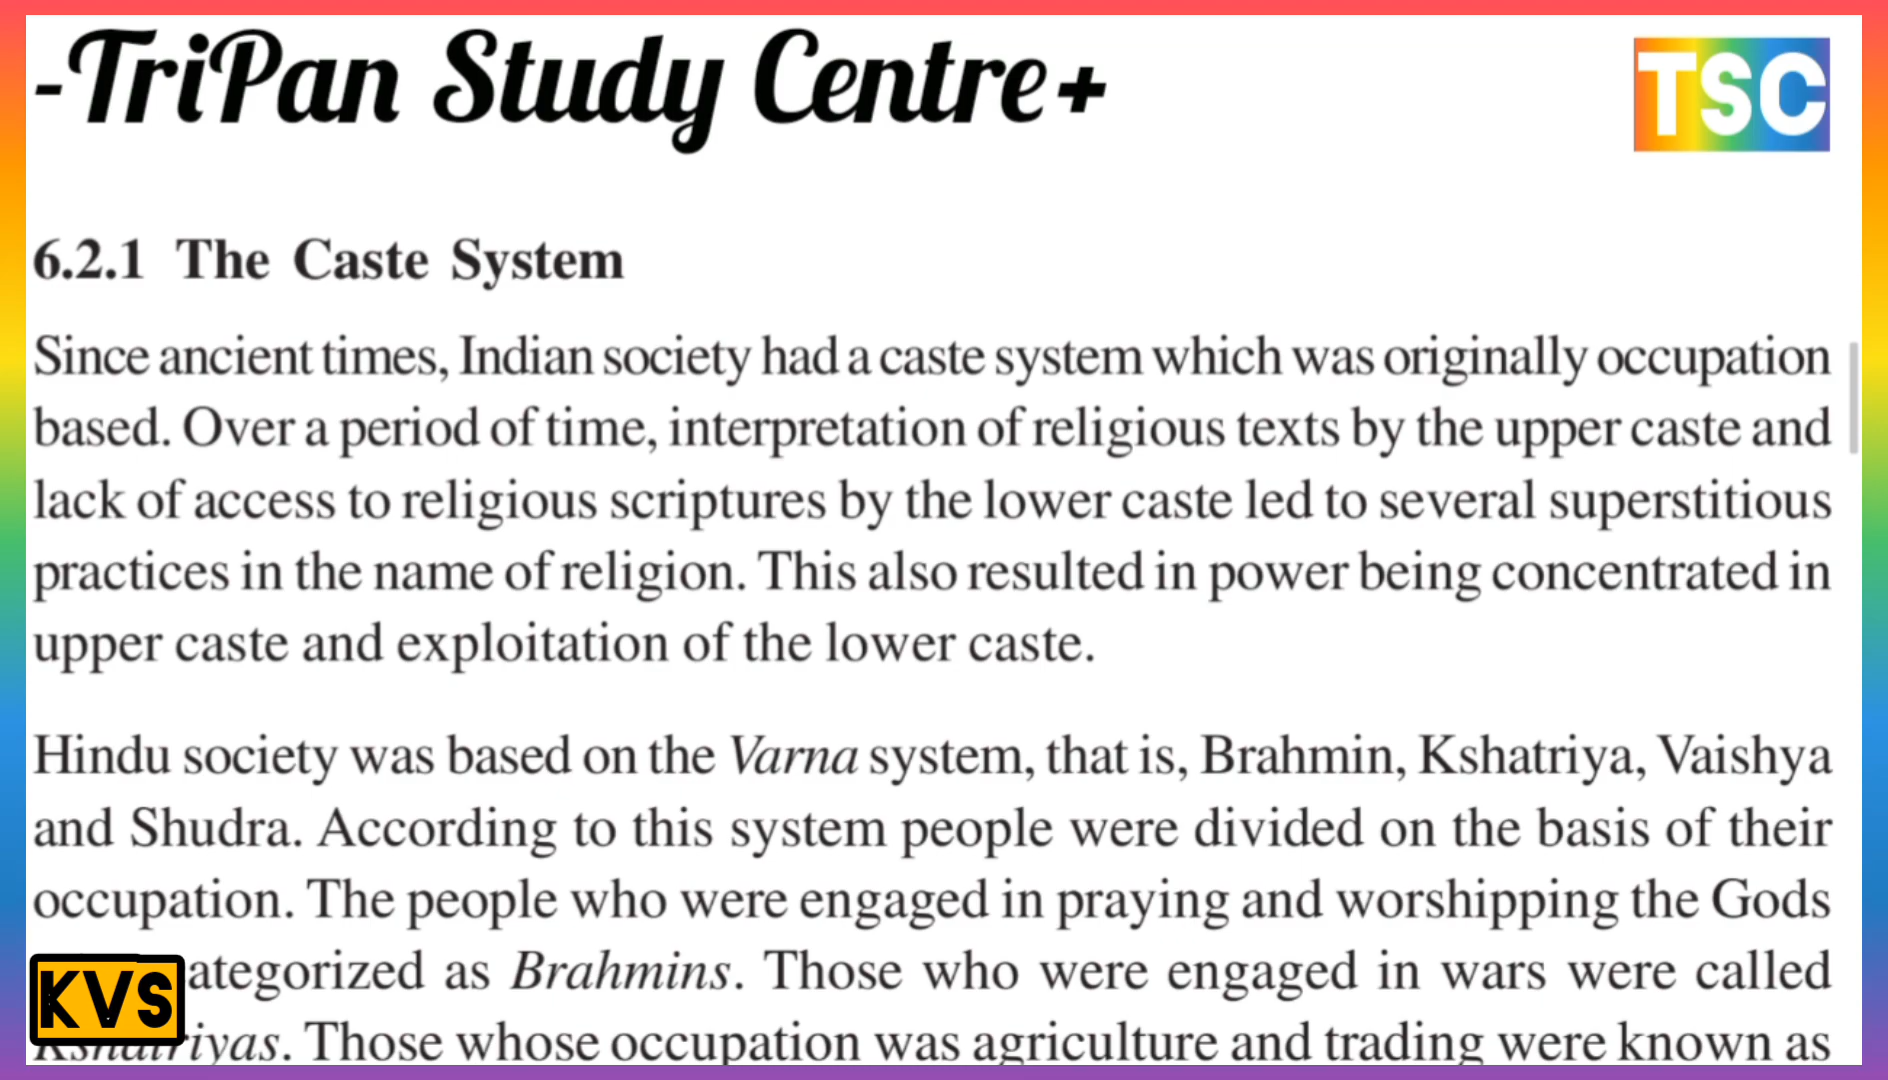 -TriPan Study Centre+
TSC
6.2.1 The Caste System
Since ancient times, Indian society had a caste system which was originally occupation
based. Over a period of time, interpretation of religious texts by the upper caste and
lack of access to religious scriptures by the lower caste led to several superstitious
practices in the name of religion. This also resulted in power being concentrated in
upper caste and exploitation of the lower caste.
Hindu society was based on the Varna system, that is, Brahmin, Kshatriya, Vaishya
and Shudra. According to this system people were divided on the basis of their
occupation. The people who were engaged in praying and worshipping the Gods
ategorized as Brahmins. Those who were engaged in wars were called
KVS
Kshatriyas. Those whose occupation was agriculture and trading were known as